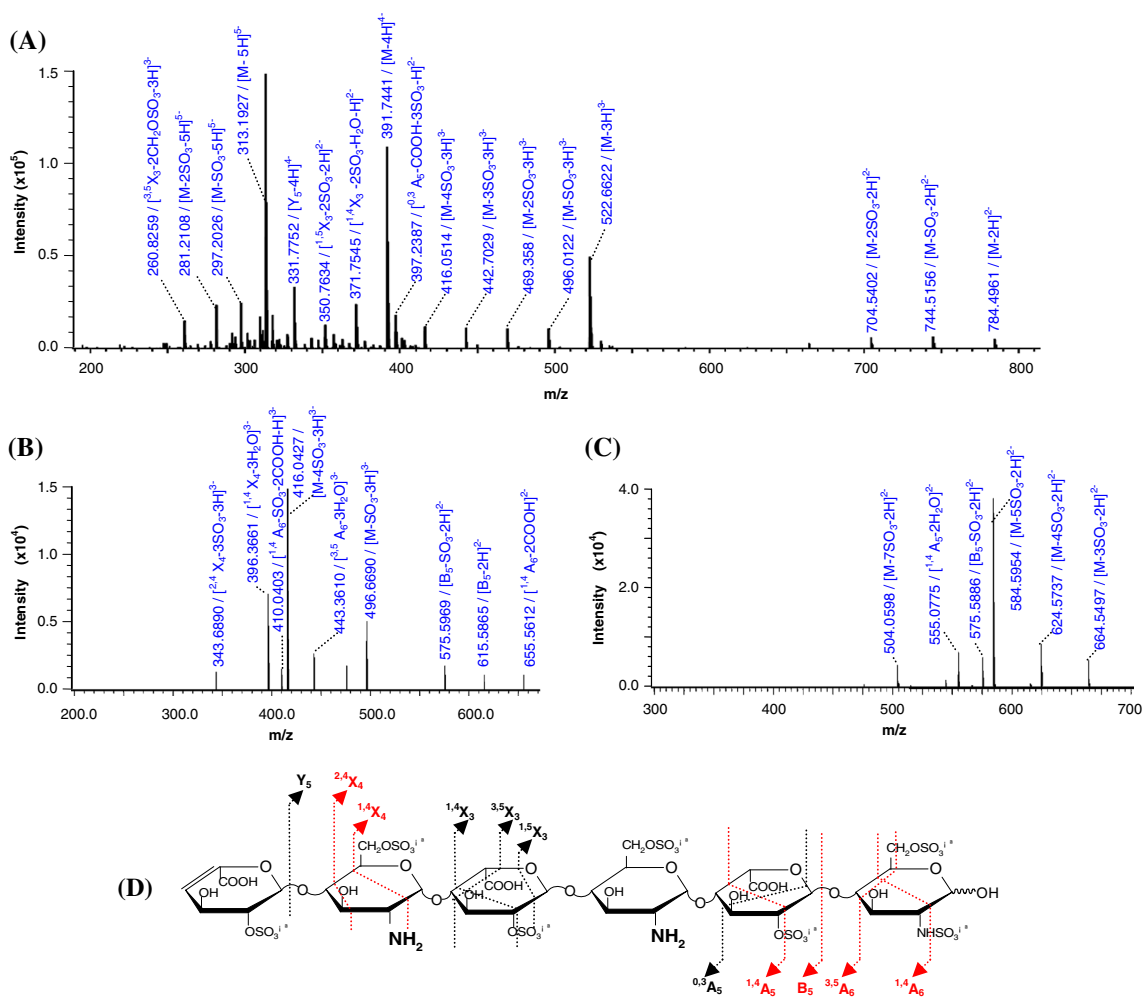 (A)
Intensity (x10⁵)
1.5
1.0
0.5
0.0
260.8259 / [³,⁵X₃-2CH₂OSO₃-3H]³⁻
281.2108 / [M-2SO₃-5H]⁵⁻
297.2026 / [M-SO₃-5H]⁵⁻
313.1927 / [M- 5H]⁵⁻
331.7752 / [Y₅-4H]⁴⁻
350.7634 / [¹,⁵X₃-2SO₃-2H]²⁻
371.7545 / [¹,⁴X₃ -2SO₃-H₂O-H]²⁻
391.7441 / [M-4H]⁴⁻
397.2387 / [⁰,³ A₅-COOH-3SO₃-H]²⁻
416.0514 / [M-4SO₃-3H]³⁻
442.7029 / [M-3SO₃-3H]³⁻
469.358 / [M-2SO₃-3H]³⁻
496.0122 / [M-SO₃-3H]³⁻
522.6622 / [M-3H]³⁻
704.5402 / [M-2SO₃-2H]²⁻
744.5156 / [M-SO₃-2H]²⁻
784.4961 / [M-2H]²⁻
200 300 400 500 600 700 800
m/z
(B)
Intensity (x10⁴)
1.5
1.0
0.5
0.0
343.6890 / [²,⁴ X₄-3SO₃-3H]³⁻
396.3661 / [¹,⁴ X₄-3H₂O]³⁻
410.0403 / [¹,⁴ A₆-SO₃-2COOH-H]³⁻
416.0427 /
[M-4SO₃-3H]³⁻
443.3610 / [³,⁵ A₆-3H₂O]³⁻
496.6690 / [M-SO₃-3H]³⁻
575.5969 / [B₅-SO₃-2H]²⁻
615.5865 / [B₅-2H]²⁻
655.5612 / [¹,⁴ A₆-2COOH]²⁻
200.0 300.0 400.0 500.0 600.0
m/z
(C)
Intensity (x10⁴)
4.0
2.0
0.0
504.0598 / [M-7SO₃-2H]²⁻
555.0775 / [¹,⁴ A₅-2H₂O]²⁻
575.5886 / [B₅-SO₃-2H]²⁻
584.5954 / [M-5SO₃-2H]²⁻
624.5737 / [M-4SO₃-2H]²⁻
664.5497 / [M-3SO₃-2H]²⁻
300 400 500 600 700
m/z
(D)
Y₅ ²,⁴X₄ ¹,⁴X₄ ¹,⁴X₃ ³,⁵X₃ ¹,⁵X₃
CH₂OSO₃ CH₂OSO₃ CH₂OSO₃
O O O O O O
COOH COOH COOH
OH OH OH OH OH OH OH
O O O O O
OSO₃ NH₂ OSO₃ NH₂ OSO₃ NHSO₃
⁰,³A₅ ¹,⁴A₅ B₅ ³,⁵A₆ ¹,⁴A₆